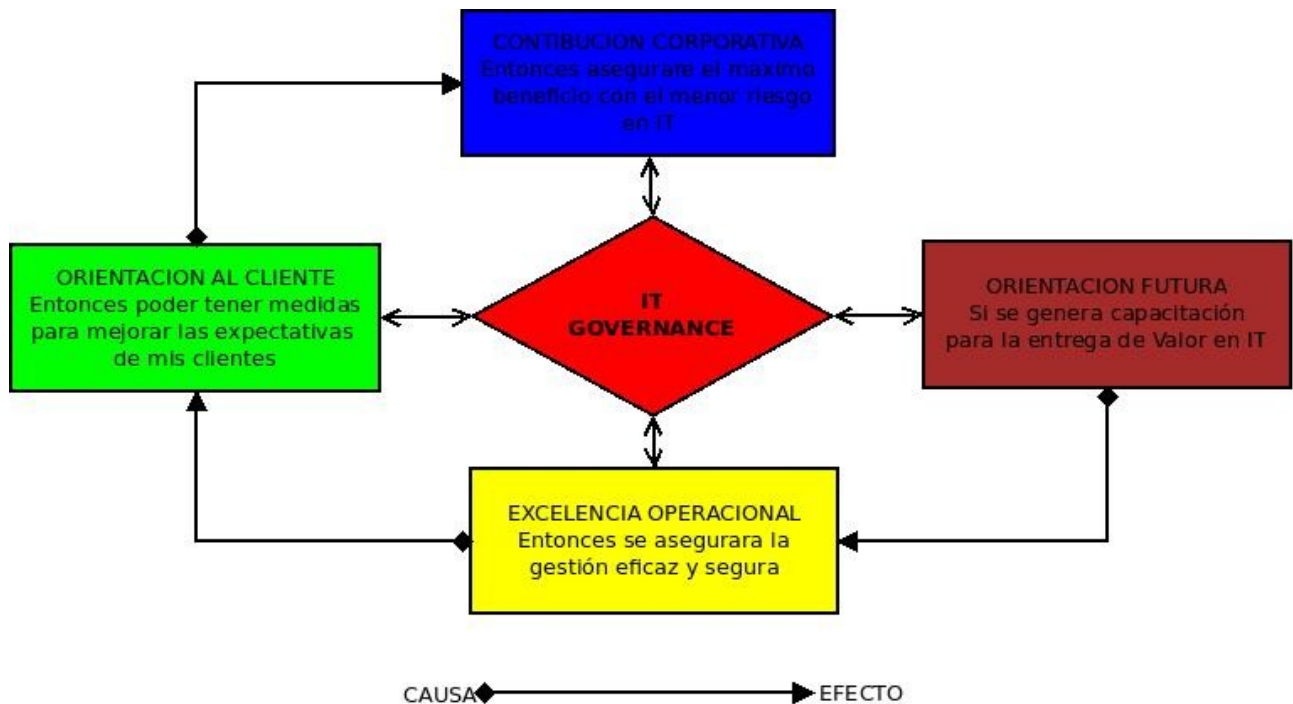 CONTIBUCION CORPORATIVA
Entonces asegurare el maximo
beneficio con el menor riesgo
en IT
ORIENTACION AL CLIENTE
Entonces poder tener medidas
para mejorar las expectativas
de mis clientes
IT
GOVERNANCE
ORIENTACION FUTURA
Si se genera capacitación
para la entrega de Valor en IT
EXCELENCIA OPERACIONAL
Entonces se asegurara la
gestión eficaz y segura
CAUSA
EFECTO